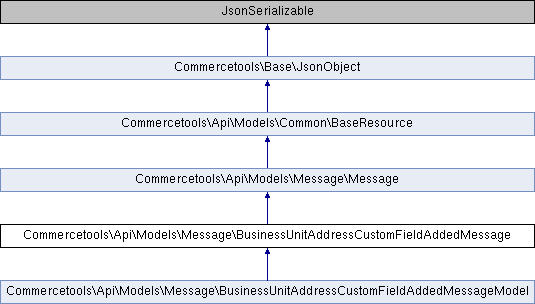 JsonSerializable
Commercetools\Base\JsonObject
Commercetools\Api\Models\Common\BaseResource
Commercetools\Api\Models\Message\Message
Commercetools\Api\Models\Message\BusinessUnitAddressCustomFieldAddedMessage
Commercetools\Api\Models\Message\BusinessUnitAddressCustomFieldAddedMessageModel